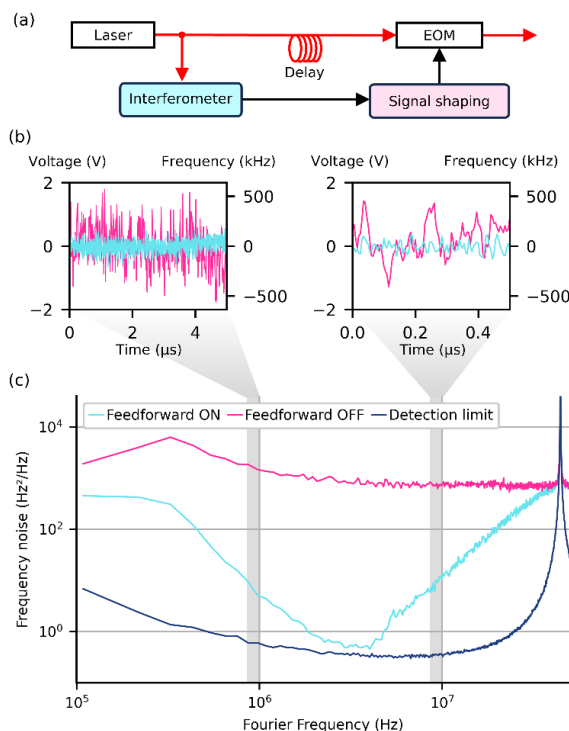 (a)
Laser
EOM
Delay
Interferometer
Signal shaping
(b)
Voltage (V) Frequency (kHz)
2
500
0 0
−500
−2
0 2 4
Time (μs)
Voltage (V) Frequency (kHz)
2
500
0 0
−500
−2
0.0 0.2 0.4
Time (μs)
(c)
Feedforward ON Feedforward OFF Detection limit
10⁴
10²
10⁰
Frequency noise (Hz²/Hz)
10⁵ 10⁶ 10⁷
Fourier Frequency (Hz)